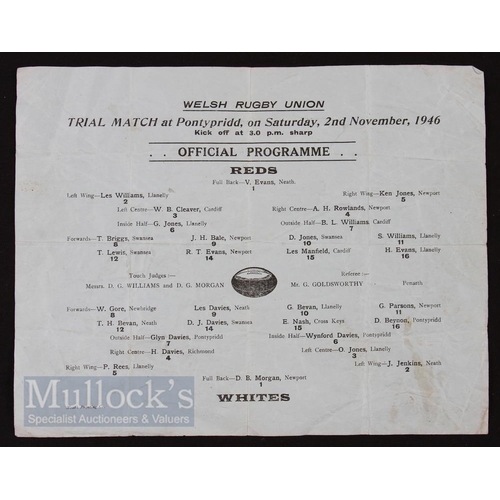 WELSH RUGBY UNION
TRIAL MATCH at Pontypridd, on Saturday, 2nd November, 1946
Kick off at 3.0 p.m. sharp
. . OFFICIAL PROGRAMME . .
REDS
Full Back—V. Evans, Neath.
1
Left Wing—Les Williams, Llanelly Right Wing—Ken Jones, Newport
2 5
Left Centre—W. B. Cleaver, Cardiff Right Centre—A. H. Rowlands, Newport
3 4
Inside Half—G. Jones, Llanelly Outside Half—B. L. Williams Cardiff
6 7
Forwards—T. Briggs, Swansea J. H. Bale, Newport D. Jones, Swansea S. Williams, Llanelly
8 9 10 11
T. Lewis, Swansea R. T. Evans, Newport Les Manfield, Cardiff H. Evans, Llanelly
12 14 15 16
Touch Judges:— Referee:—
Messrs. D. G. WILLIAMS and D. G. MORGAN Mr. G. GOLDSWORTHY Penarth
Forwards—W. Gore, Newbridge Les Davies, Swansea G. Bevan, Llanelly G. Parsons, Newport
8 9 10 11
T. H. Bevan, Neath D. J. Davies, Swansea E. Nash, Cross Keys D. Beynon, Pontypridd
12 14 15 16
Outside Half—Glyn Davies, Pontypridd Inside Half—Wynford Davies, Pontypridd
7 6
Right Centre—H. Davies, Richmond Left Centre—O. Jones, Llanelly
4 3
Right Wing—P. Rees, Llanelly Left Wing—J. Jenkins, Neath
5 2
Full Back—D. B. Morgan, Newport
1
WHITES
Mullock's
Specialist Auctioneers & Valuers